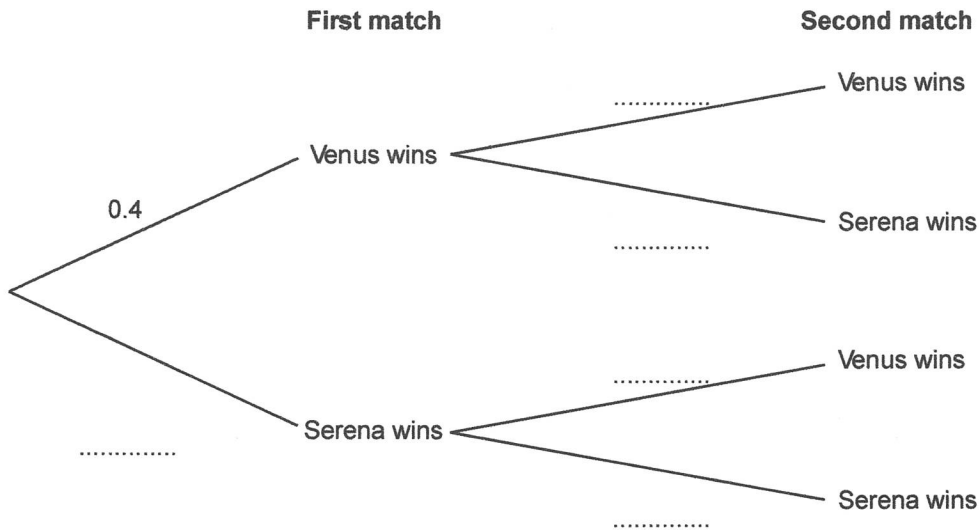 First match Second match
Venus wins
.............
Venus wins
0.4
Serena wins
.............
Venus wins
.............
Serena wins
.............
Serena wins
.............